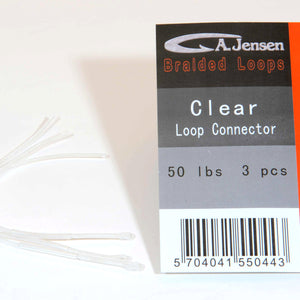 A.Jensen
Braided Loops
Clear
Loop Connector
50 lbs 3 pcs
5 704041 550443